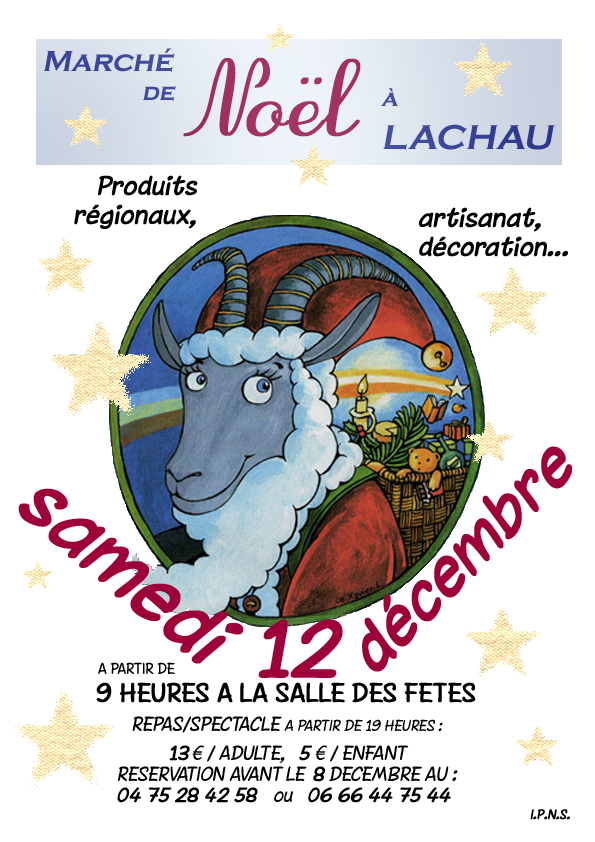 MARCHÉ
DE Noël À
LACHAU
Produits
régionaux,
artisanat,
décoration...
samedi 12 décembre
A PARTIR DE
9 HEURES A LA SALLE DES FETES
REPAS/SPECTACLE A PARTIR DE 19 HEURES :
13 € / ADULTE, 5 € / ENFANT
RESERVATION AVANT LE 8 DECEMBRE AU :
04 75 28 42 58 ou 06 66 44 75 44
I.P.N.S.